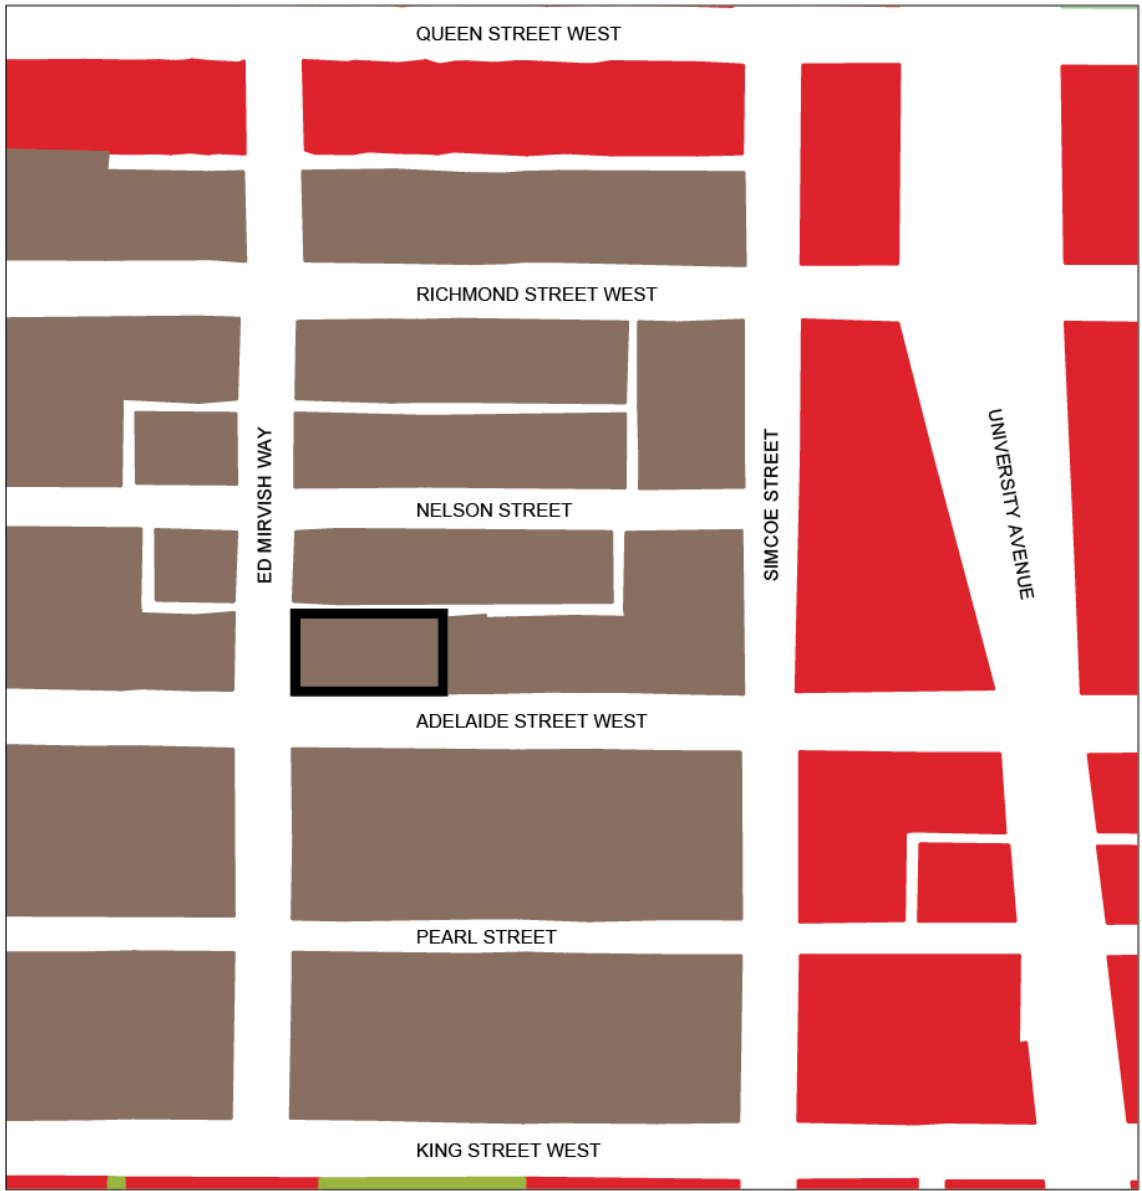 QUEEN STREET WEST
RICHMOND STREET WEST
ED MIRVISH WAY
NELSON STREET
SIMCOE STREET
UNIVERSITY AVENUE
ADELAIDE STREET WEST
PEARL STREET
KING STREET WEST